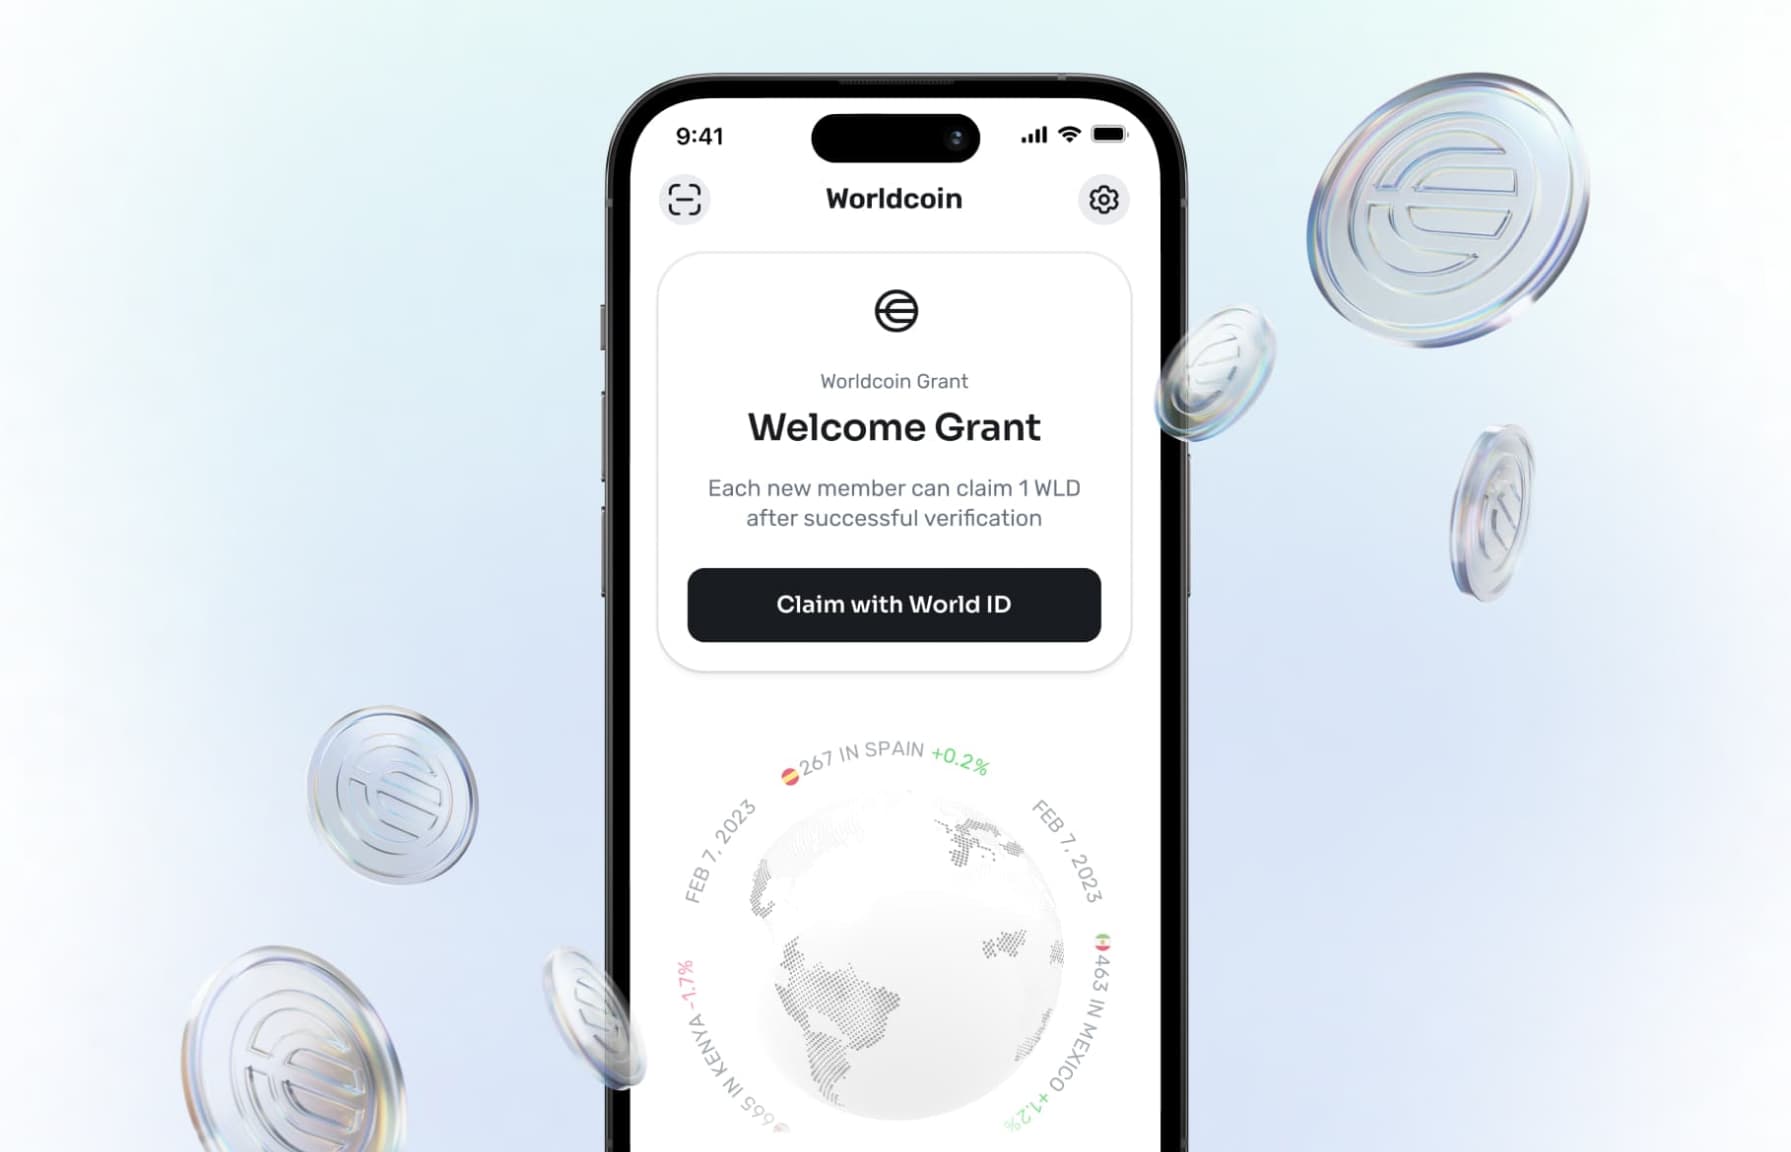 9:41
Worldcoin
Worldcoin Grant
Welcome Grant
Each new member can claim 1 WLD
after successful verification
Claim with World ID
267 IN SPAIN +0.2%
FEB 7, 2023
FEB 7, 2023
463 IN MEXICO +1.2%
665 IN KENYA -1.7%